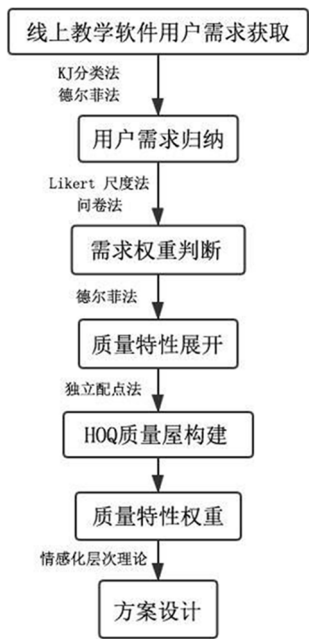 线上教学软件用户需求获取
KJ分类法
德尔菲法
用户需求归纳
Likert 尺度法
问卷法
需求权重判断
德尔菲法
质量特性展开
独立配点法
HOQ质量屋构建
质量特性权重
情感化层次理论
方案设计